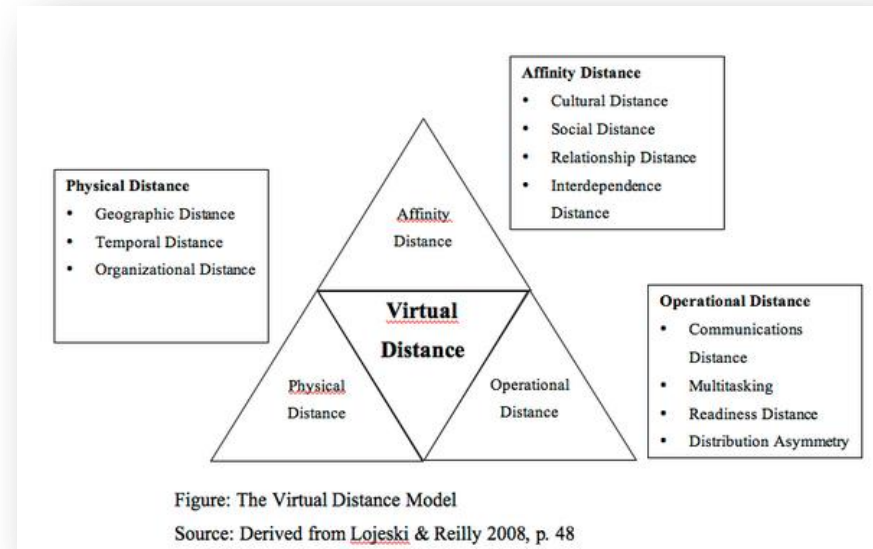 Affinity Distance
• Cultural Distance
• Social Distance
• Relationship Distance
• Interdependence
Distance
Physical Distance
• Geographic Distance
• Temporal Distance
• Organizational Distance
Affinity
Distance
Virtual
Distance
Physical
Distance
Operational
Distance
Operational Distance
• Communications
Distance
• Multitasking
• Readiness Distance
• Distribution Asymmetry
Figure: The Virtual Distance Model
Source: Derived from Lojeski & Reilly 2008, p. 48